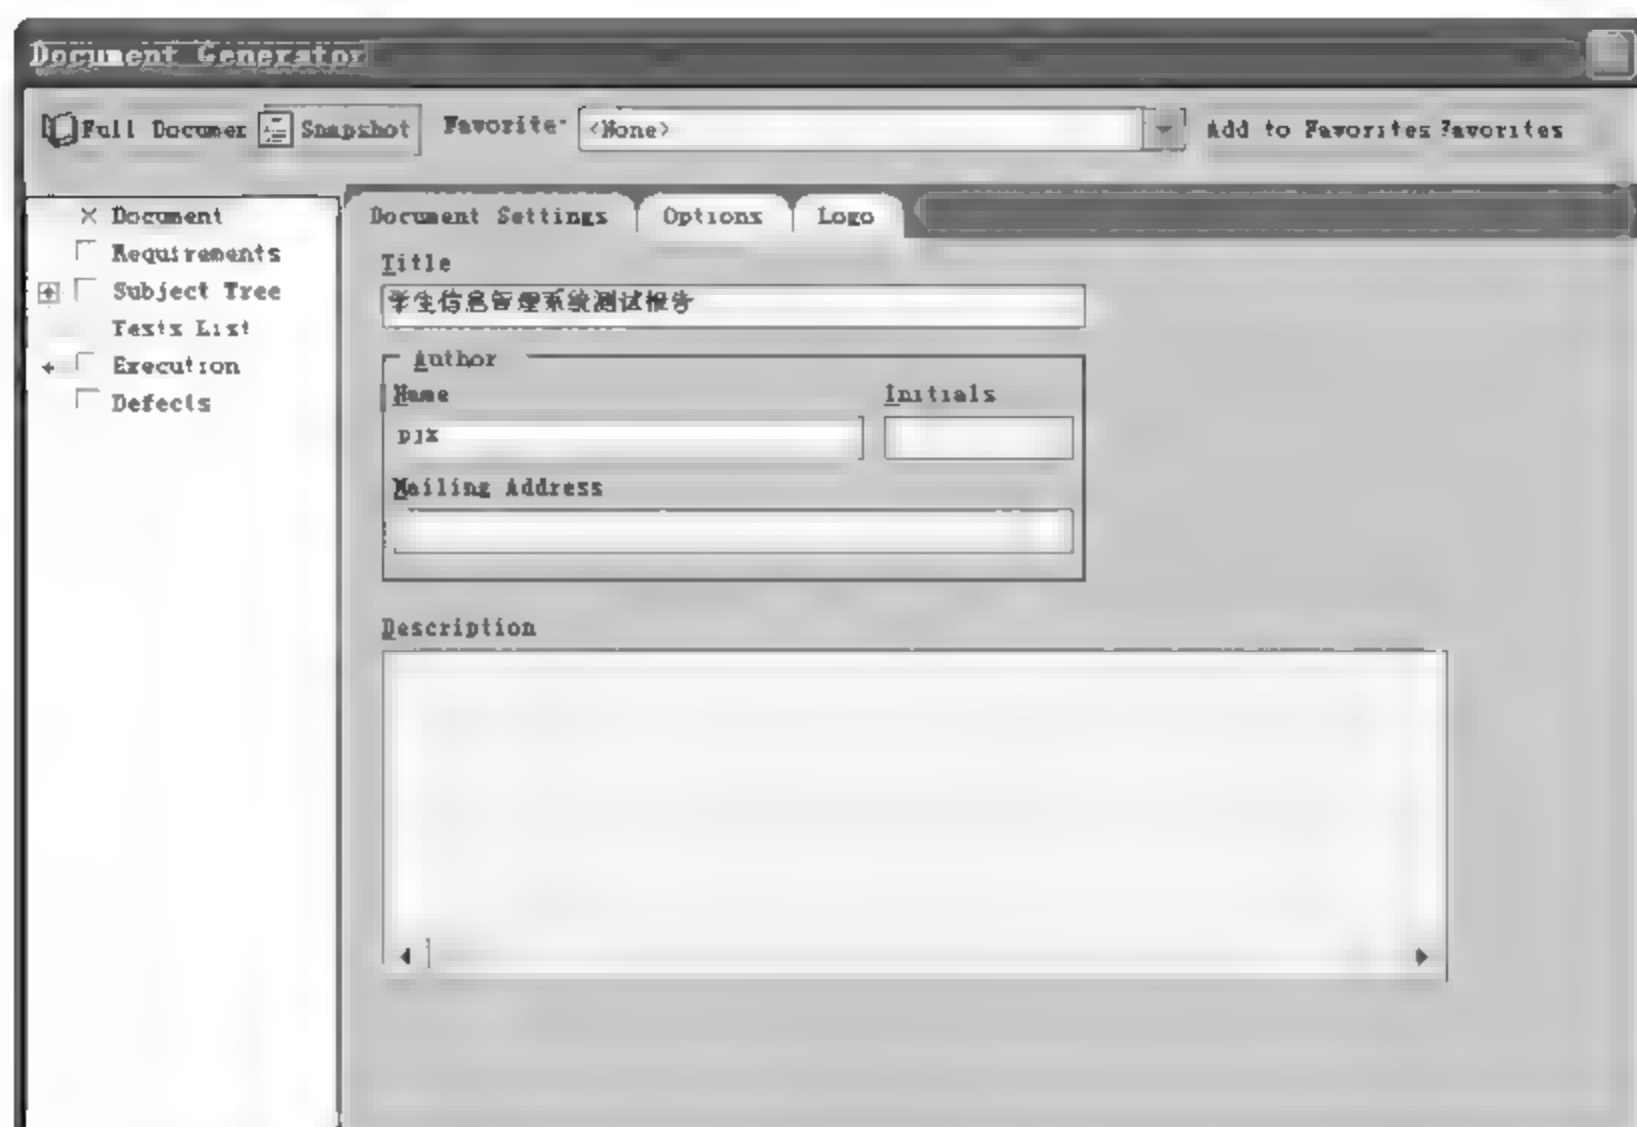 Document Generator
Full Documen Snapshot Favorite <None> Add to Favorites Favorites
Document
Requirements
Subject Tree
Tests List
Execution
Defects
Document Settings Options Logo
Title
学生信息管理系统测试报告
Author
Name Initials
Mailing Address
Description